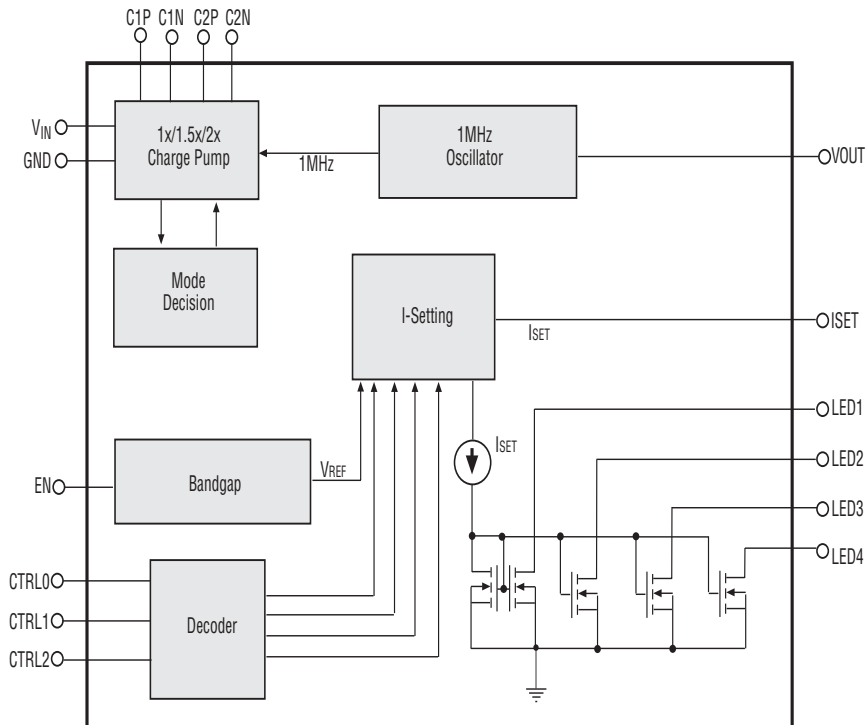 C1P C1N C2P C2N
VIN
GND
1x/1.5x/2x
Charge Pump
1MHz
1MHz
Oscillator
VOUT
Mode
Decision
I-Setting
ISET
ISET
LED1
ISET
LED2
EN
Bandgap
VREF
LED3
LED4
CTRL0
CTRL1
CTRL2
Decoder